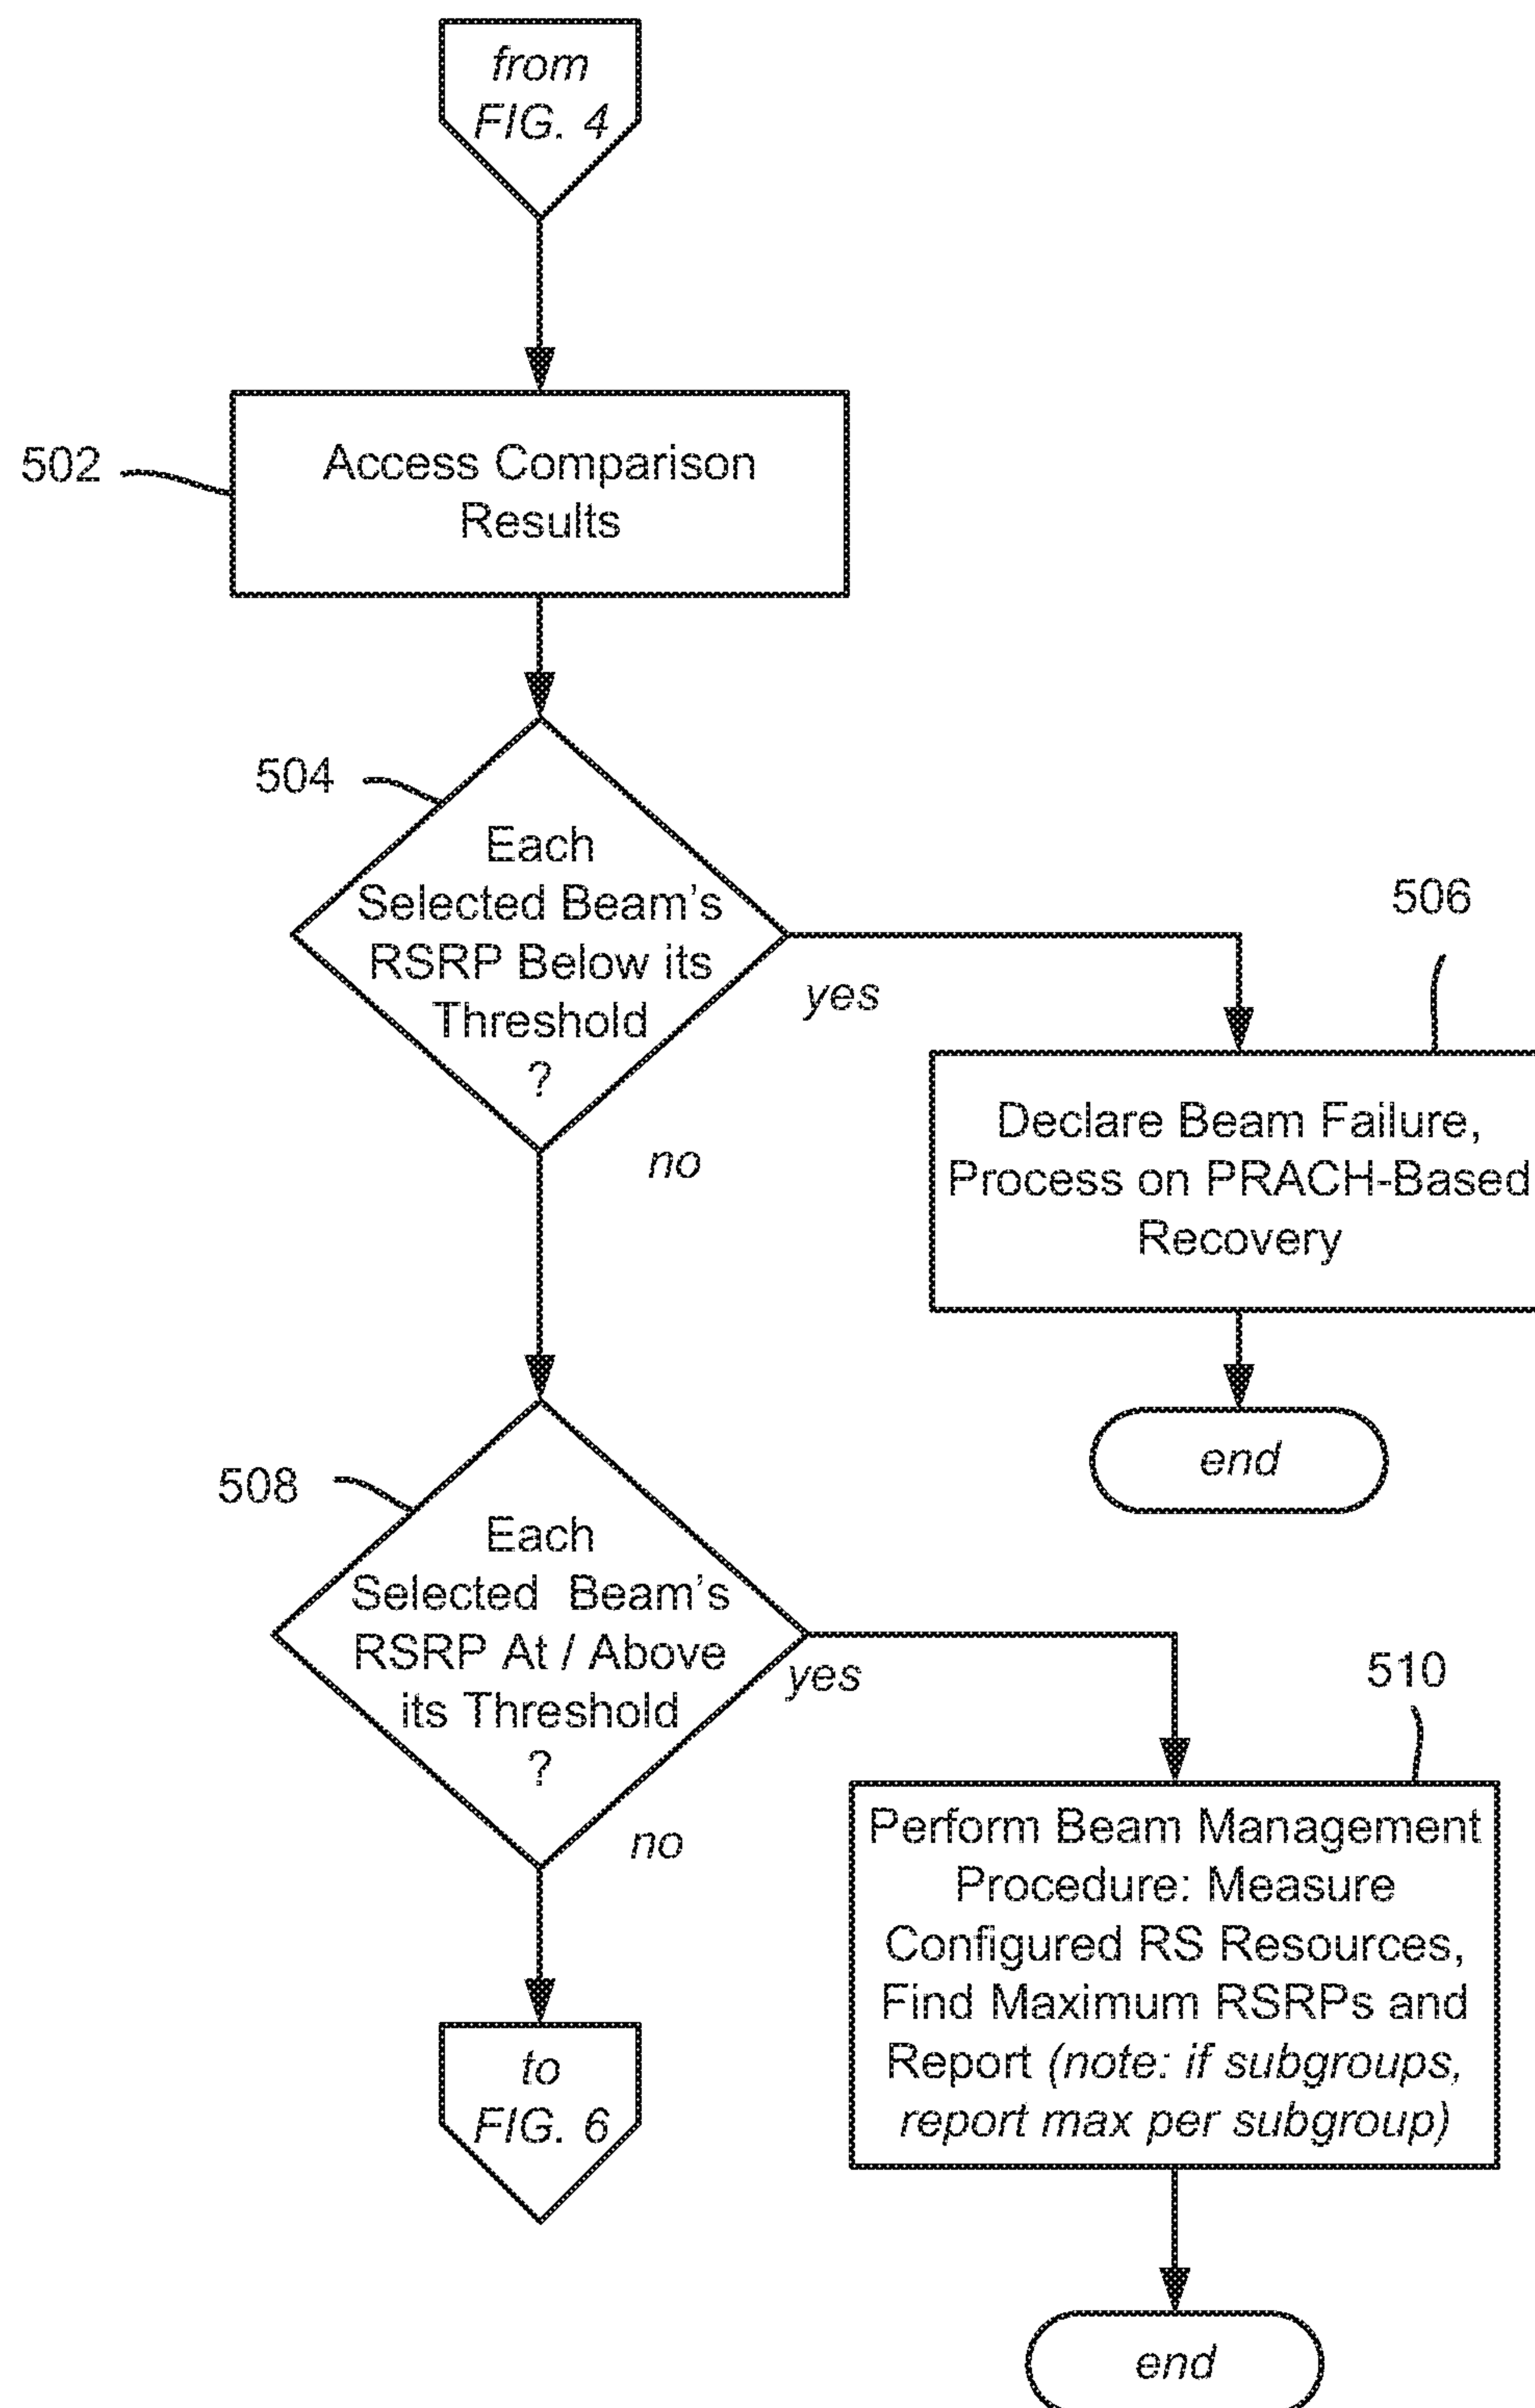 from
FIG. 4
502
Access Comparison
Results
504
Each
Selected Beam's
RSRP Below its
Threshold
?
yes
no
506
Declare Beam Failure,
Process on PRACH-Based
Recovery
end
508
Each
Selected Beam's
RSRP At / Above
its Threshold
?
yes
no
510
Perform Beam Management
Procedure: Measure
Configured RS Resources,
Find Maximum RSRPs and
Report (note: if subgroups,
report max per subgroup)
to
FIG. 6
end